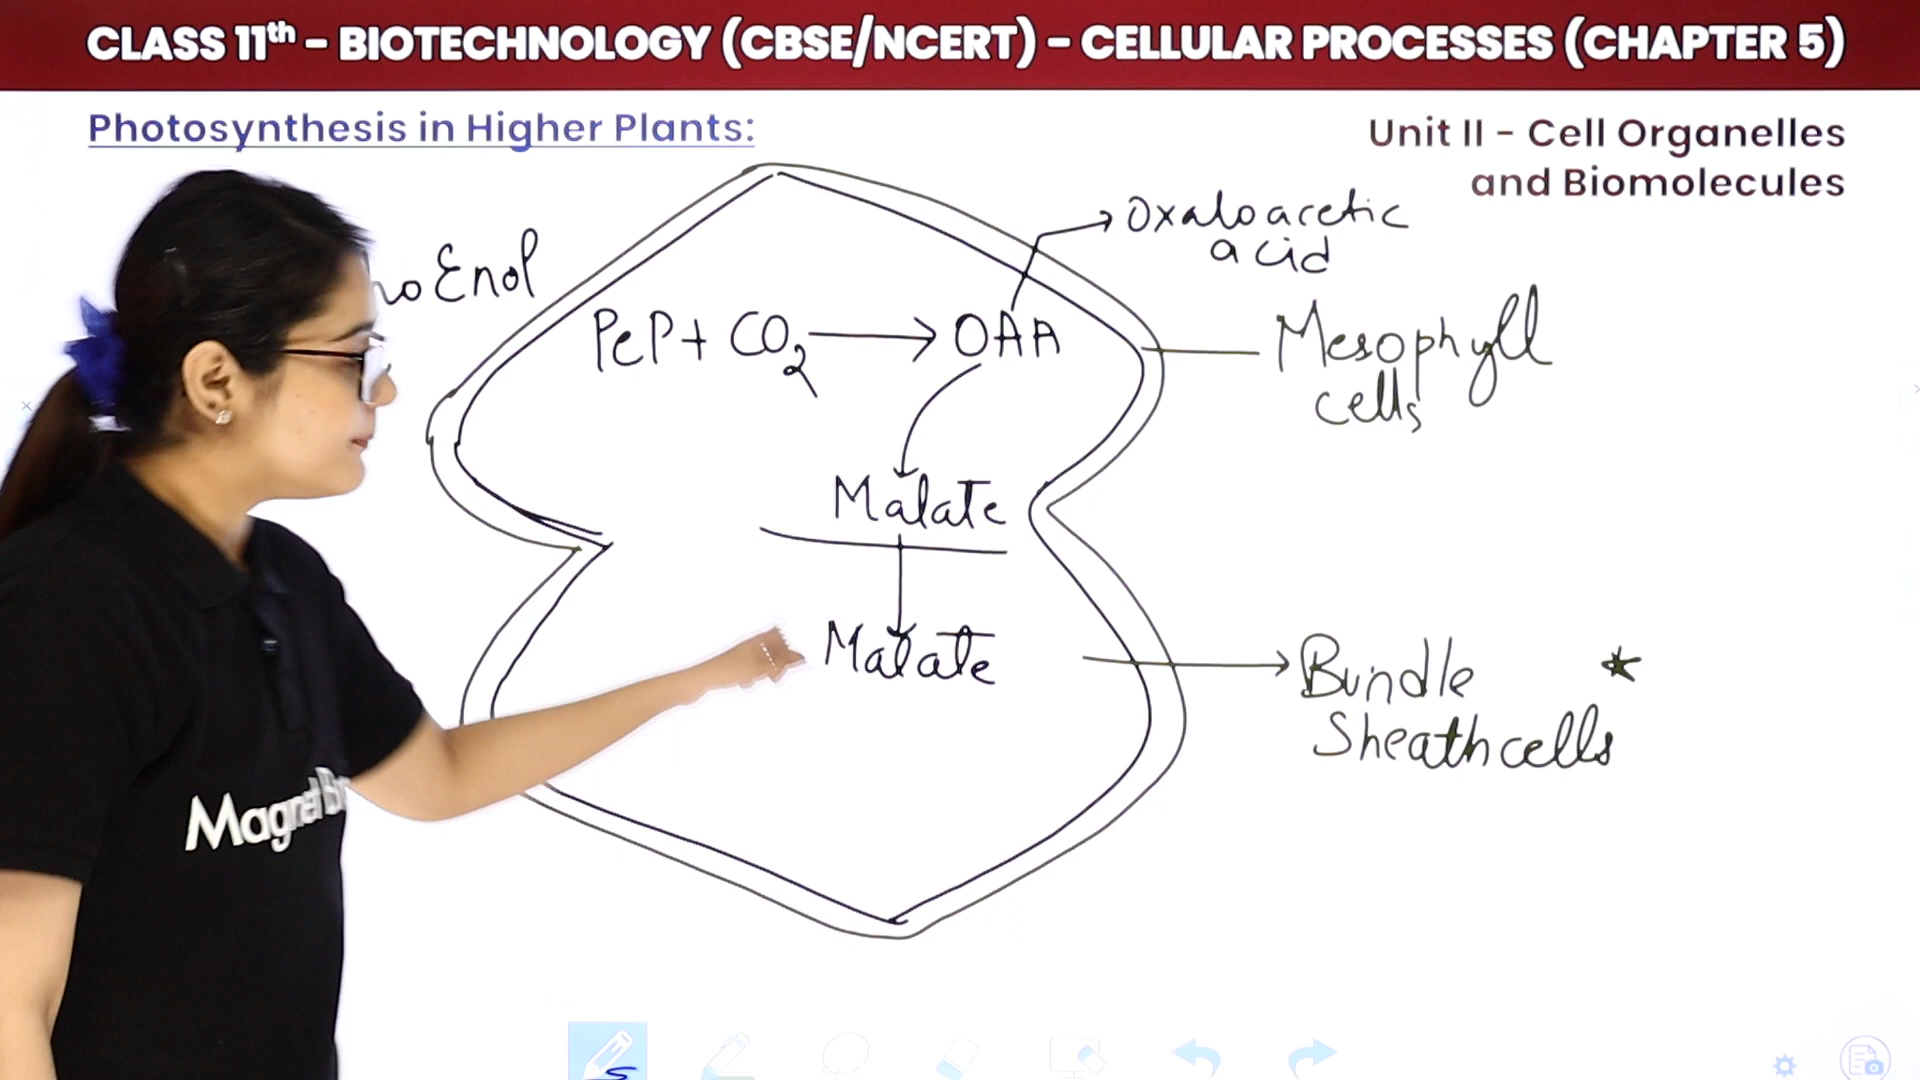 CLASS 11th – BIOTECHNOLOGY (CBSE/NCERT) – CELLULAR PROCESSES (CHAPTER 5)
Photosynthesis in Higher Plants:
Unit II – Cell Organelles
and Biomolecules
Oxaloacetic
acid
Enol
PeP + CO2 → OAA
Mesophyll
cells
Malate
Malate
Bundle ★
Sheath cells
Magnet